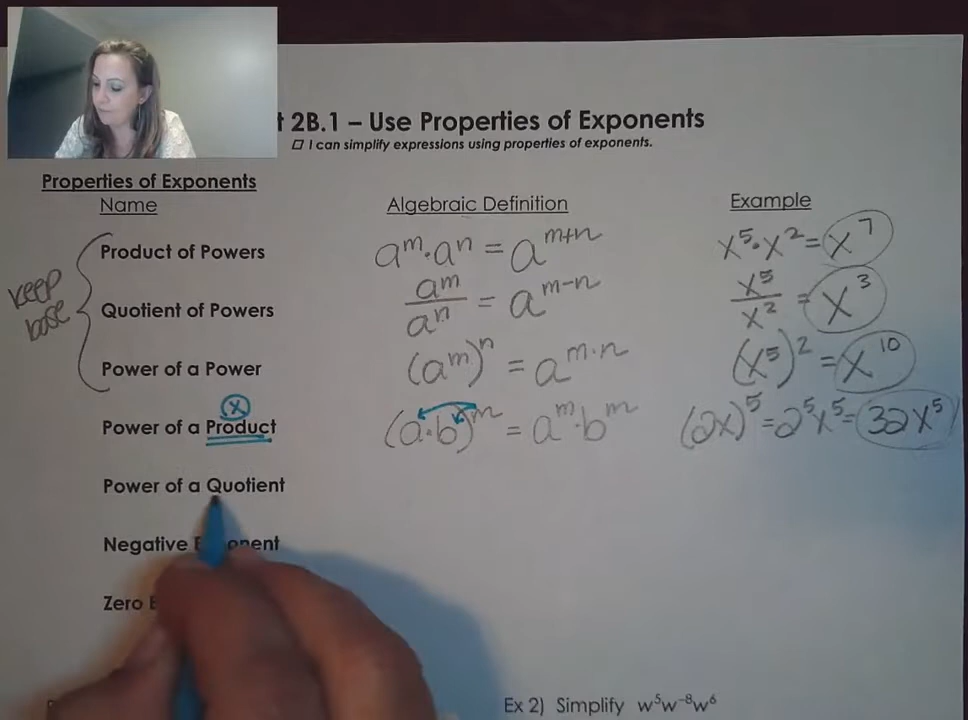 t 2B.1 – Use Properties of Exponents
I can simplify expressions using properties of exponents.
Properties of Exponents
Name Algebraic Definition Example
keep base
Product of Powers a^m·a^n = a^{m+n} x^5·x^2 = x^7
Quotient of Powers a^m/a^n = a^{m-n} x^5/x^2 = x^3
Power of a Power (a^m)^n = a^{m·n} (x^5)^2 = x^{10}
(x)
Power of a Product (a·b)^m = a^m·b^m (2x)^5 = 2^5x^5 = 32x^5
Power of a Quotient
Negative E onent
Zero E
Ex 2) Simplify w^5w^{-8}w^6